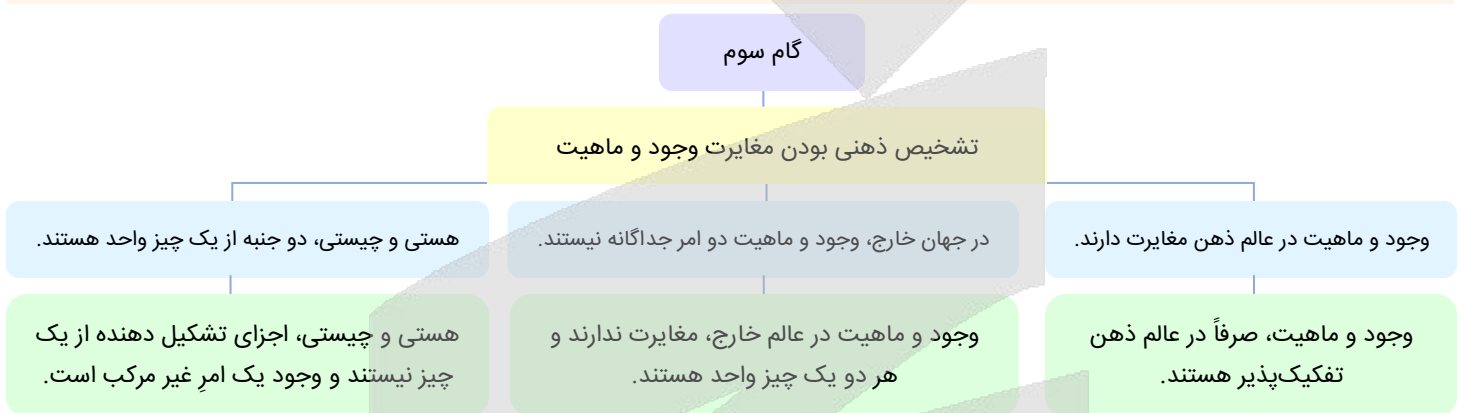 گام سوم
تشخیص ذهنی بودن مغایرت وجود و ماهیت
وجود و ماهیت در عالم ذهن مغایرت دارند.
در جهان خارج، وجود و ماهیت دو امر جداگانه نیستند.
هستی و چیستی، دو جنبه از یک چیز واحد هستند.
وجود و ماهیت، صرفاً در عالم ذهن
تفکیک‌پذیر هستند.
وجود و ماهیت در عالم خارج، مغایرت ندارند و
هر دو یک چیز واحد هستند.
هستی و چیستی، اجزای تشکیل دهنده از یک
چیز نیستند و وجود یک امرِ غیر مرکب است.